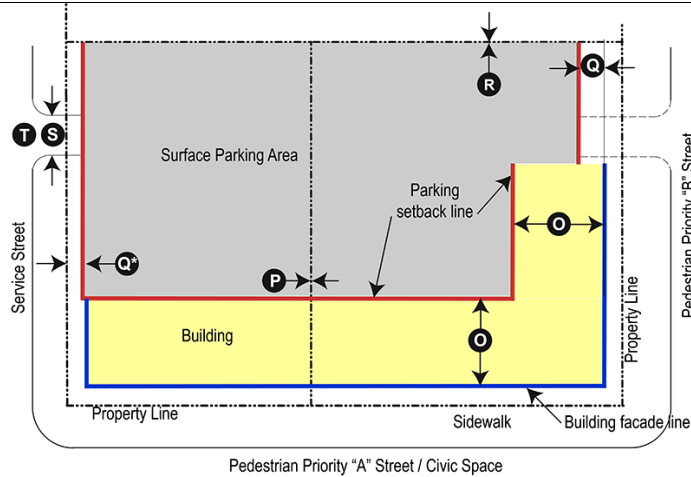 Q
R
T S
Surface Parking Area
Pedestrian Priority "B" Street
Parking
setback line
O
Service Street
Q*
P
Building
O
Property Line
Property Line
Sidewalk
Building facade line
Pedestrian Priority “A” Street / Civic Space